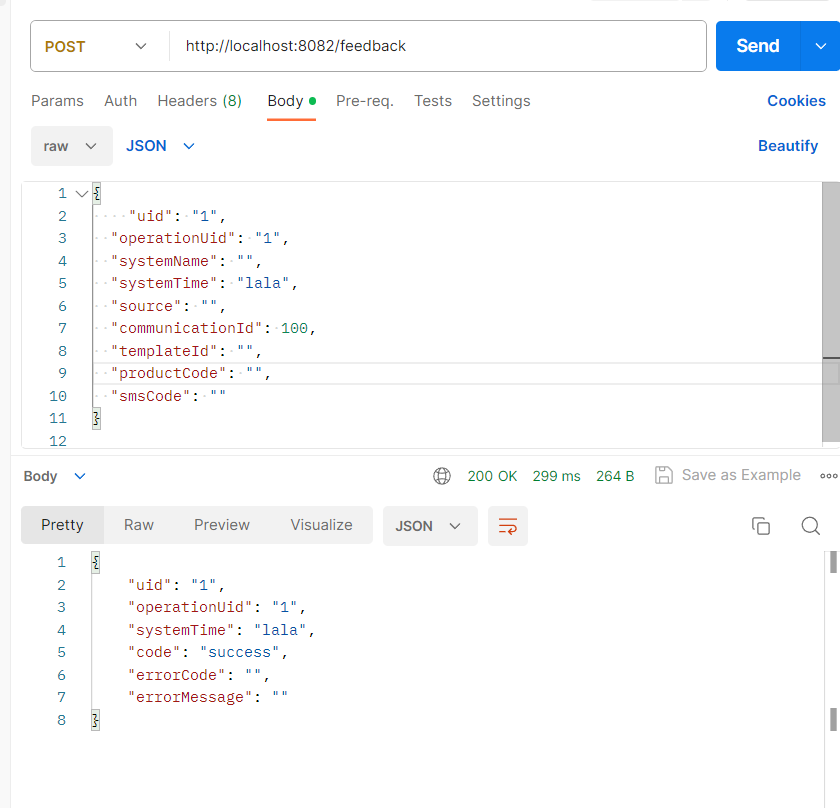 POST http://localhost:8082/feedback Send
Params Auth Headers (8) Body Pre-req. Tests Settings Cookies
raw JSON Beautify
1 {
2 "uid": "1",
3 "operationUid": "1",
4 "systemName": "",
5 "systemTime": "lala",
6 "source": "",
7 "communicationId": 100,
8 "templateId": "",
9 "productCode": "",
10 "smsCode": ""
11 }
12
Body 200 OK 299 ms 264 B Save as Example
Pretty Raw Preview Visualize JSON
1 {
2 "uid": "1",
3 "operationUid": "1",
4 "systemTime": "lala",
5 "code": "success",
6 "errorCode": "",
7 "errorMessage": ""
8 }